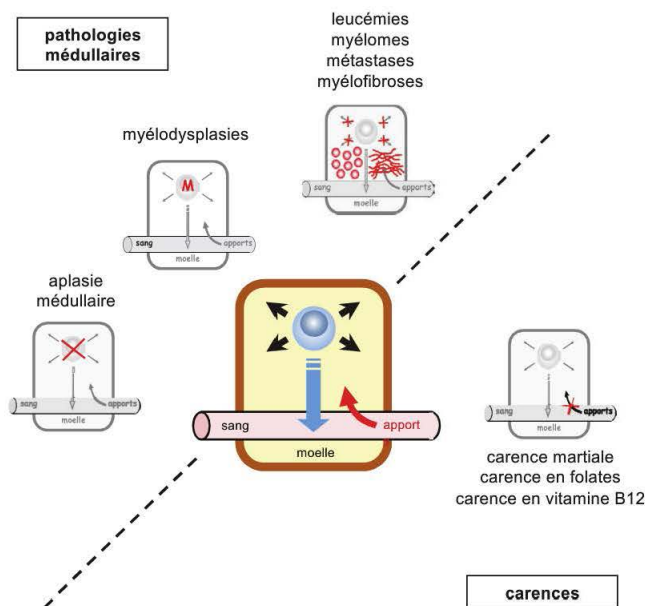 pathologies
médullaires
leucémies
myélomes
métastases
myélofibroses
sang
apports
moelle
myélodysplasies
M
sang
apports
moelle
aplasie
médullaire
sang
apports
moelle
sang
apport
moelle
sang
apports
moelle
carence martiale
carence en folates
carence en vitamine B12
carences